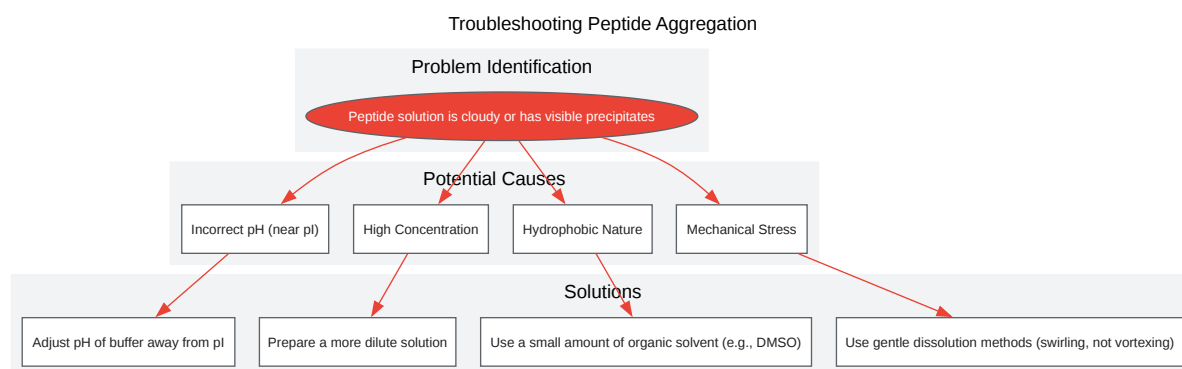 Troubleshooting Peptide Aggregation
Problem Identification
Peptide solution is cloudy or has visible precipitates
Potential Causes
Incorrect pH (near pI)
High Concentration
Hydrophobic Nature
Mechanical Stress
Solutions
Adjust pH of buffer away from pI
Prepare a more dilute solution
Use a small amount of organic solvent (e.g., DMSO)
Use gentle dissolution methods (swirling, not vortexing)